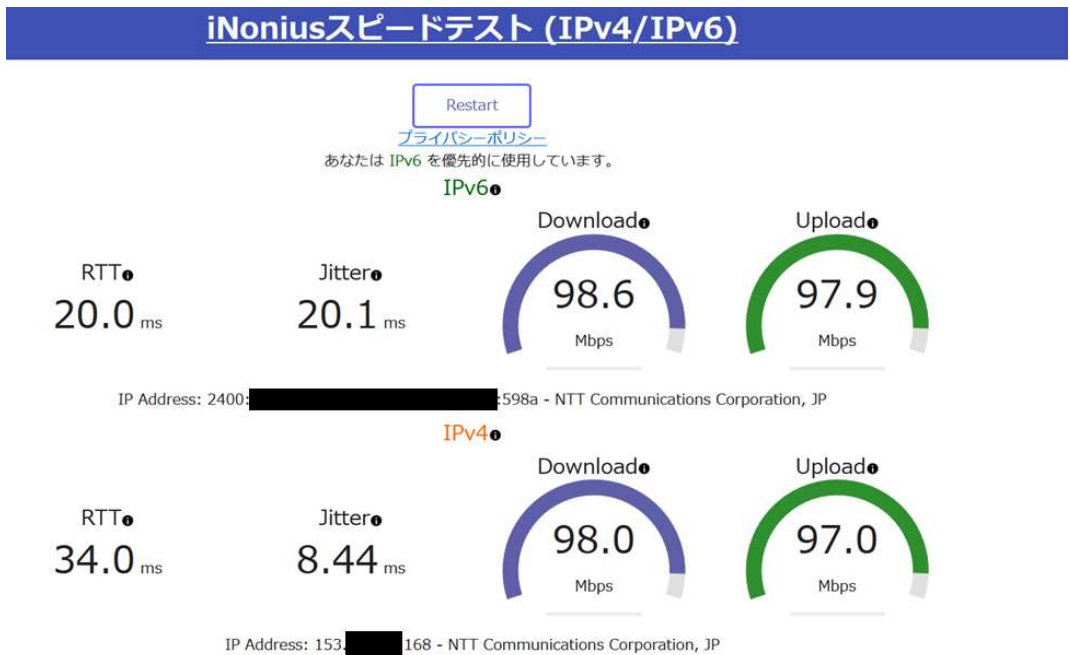 iNoniusスピードテスト (IPv4/IPv6)
Restart
プライバシーポリシー
あなたは IPv6 を優先的に使用しています。
IPv6
RTT
20.0 ms
Jitter
20.1 ms
Download
98.6
Mbps
Upload
97.9
Mbps
IP Address: 2400: :598a - NTT Communications Corporation, JP
IPv4
RTT
34.0 ms
Jitter
8.44 ms
Download
98.0
Mbps
Upload
97.0
Mbps
IP Address: 153. 168 - NTT Communications Corporation, JP